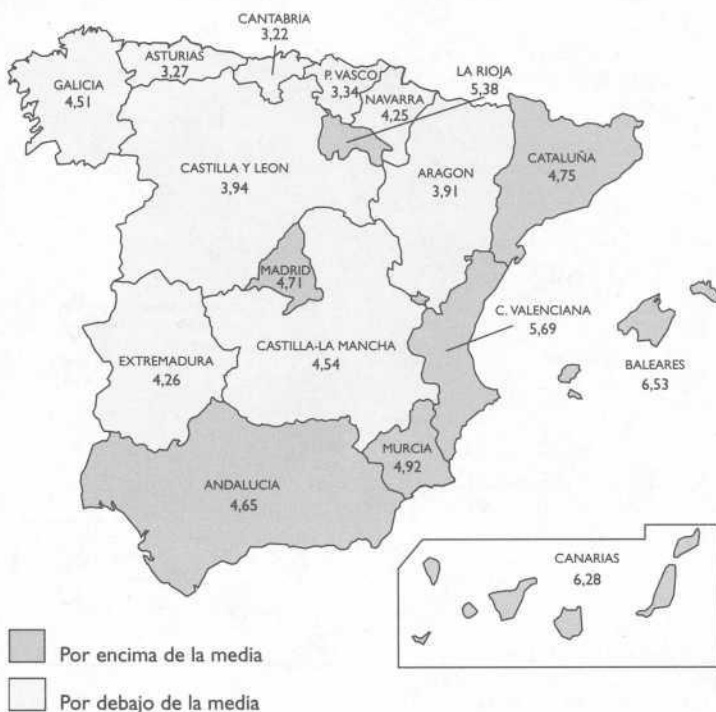 CANTABRIA
3,22
ASTURIAS
3,27
GALICIA
4,51
P. VASCO
3,34
NAVARRA
4,25
LA RIOJA
5,38
CASTILLA Y LEON
3,94
ARAGON
3,91
CATALUÑA
4,75
MADRID
4,71
C. VALENCIANA
5,69
BALEARES
6,53
EXTREMADURA
4,26
CASTILLA-LA MANCHA
4,54
MURCIA
4,92
ANDALUCIA
4,65
CANARIAS
6,28
Por encima de la media
Por debajo de la media